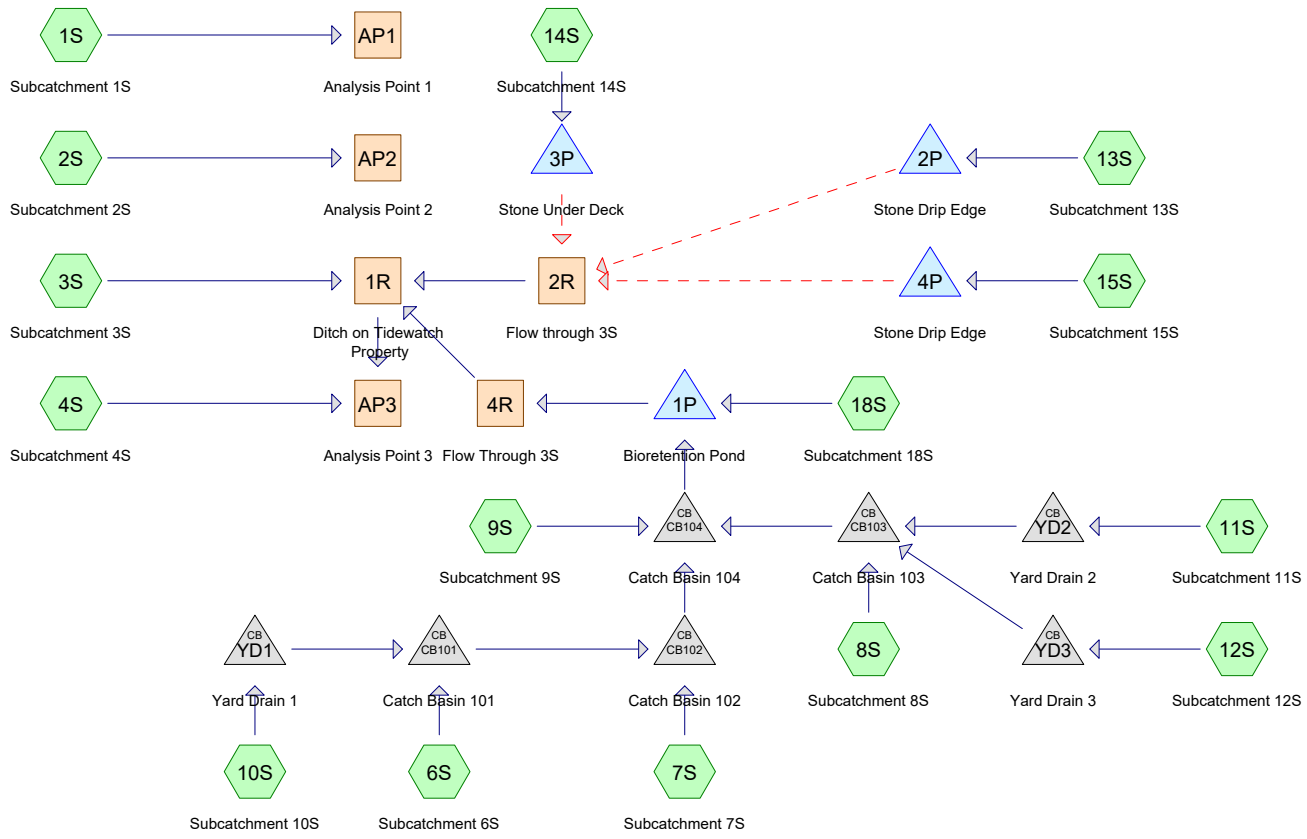 1S
AP1
14S
Subcatchment 1S
Analysis Point 1
Subcatchment 14S
2S
AP2
3P
2P
13S
Subcatchment 2S
Analysis Point 2
Stone Under Deck
Stone Drip Edge
Subcatchment 13S
3S
1R
2R
4P
15S
Subcatchment 3S
Ditch on Tidewatch
Property
Flow through 3S
Stone Drip Edge
Subcatchment 15S
4S
AP3
4R
1P
18S
Subcatchment 4S
Analysis Point 3
Flow Through 3S
Bioretention Pond
Subcatchment 18S
9S
CB
CB104
CB
CB103
CB
YD2
11S
Subcatchment 9S
Catch Basin 104
Catch Basin 103
Yard Drain 2
Subcatchment 11S
CB
YD1
CB
CB101
CB
CB102
8S
CB
YD3
12S
Yard Drain 1
Catch Basin 101
Catch Basin 102
Subcatchment 8S
Yard Drain 3
Subcatchment 12S
10S
6S
7S
Subcatchment 10S
Subcatchment 6S
Subcatchment 7S